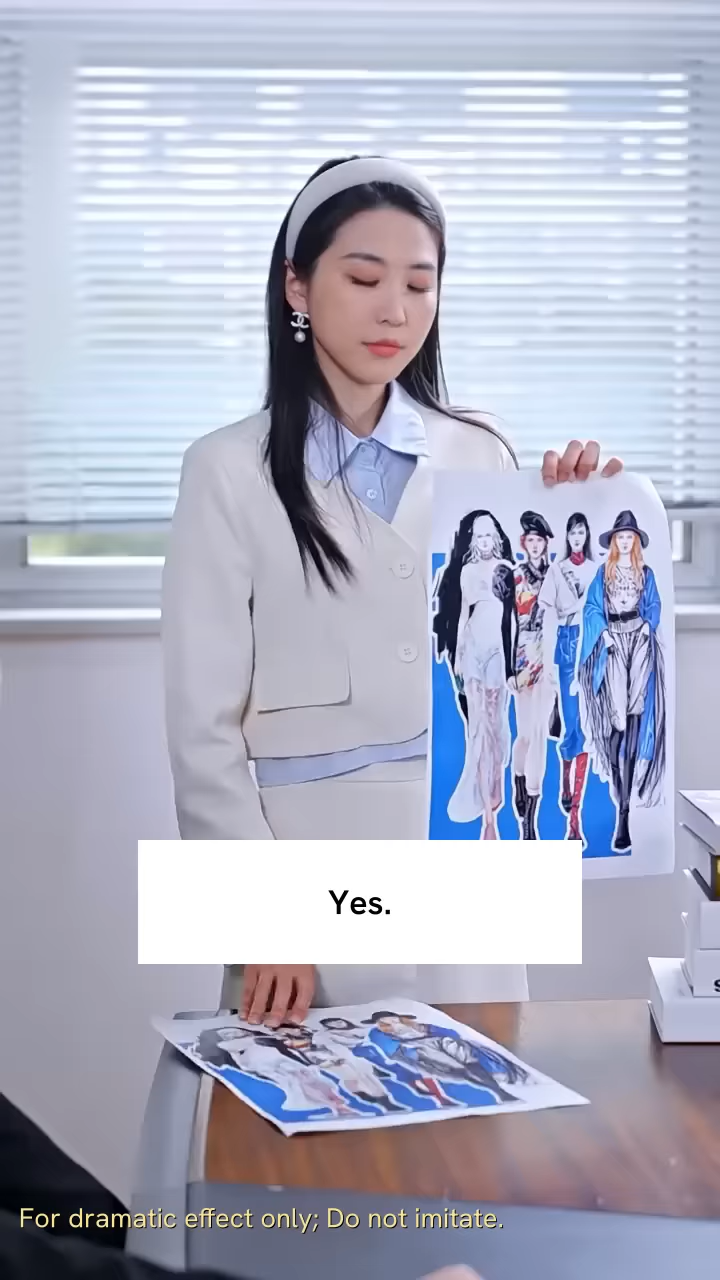 Yes.
For dramatic effect only; Do not imitate.